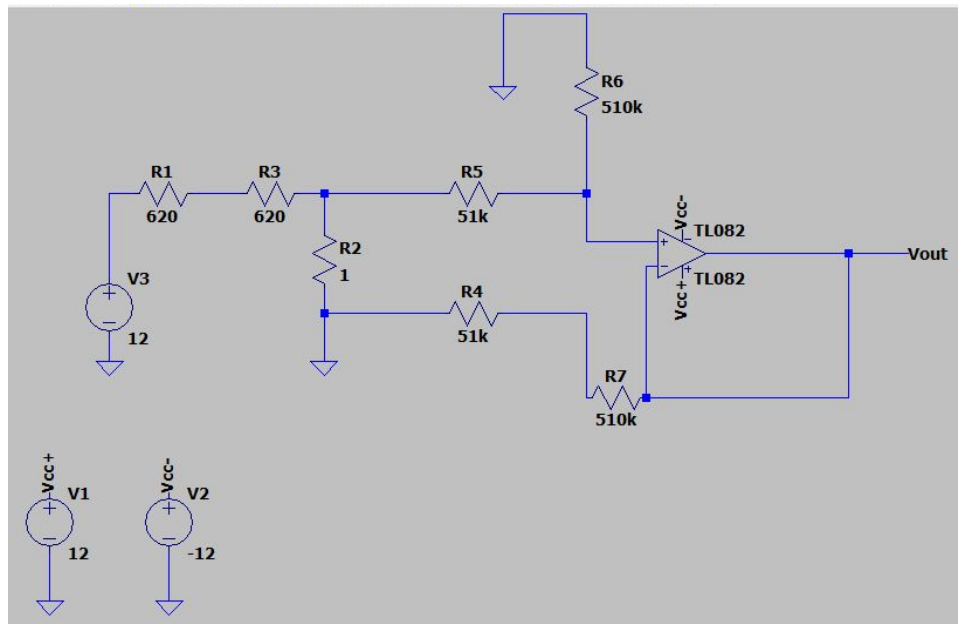 R6
510k
R1
620
R3
620
R5
51k
Vcc-
TL082
+
-
-
+
TL082
Vcc+
Vout
R2
1
V3
+
-
12
R4
51k
R7
510k
Vcc+
V1
+
-
12
Vcc-
V2
+
-
-12